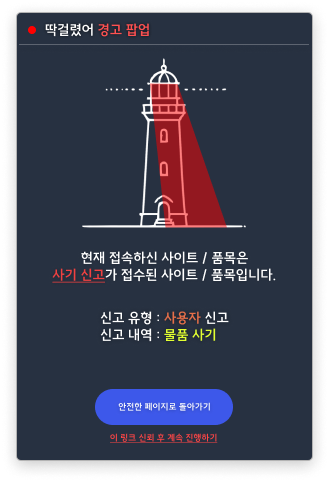 딱걸렸어 경고 팝업
현재 접속하신 사이트 / 품목은
사기 신고가 접수된 사이트 / 품목입니다.
신고 유형 : 사용자 신고
신고 내역 : 물품 사기
안전한 페이지로 돌아가기
이 링크 신뢰 후 계속 진행하기